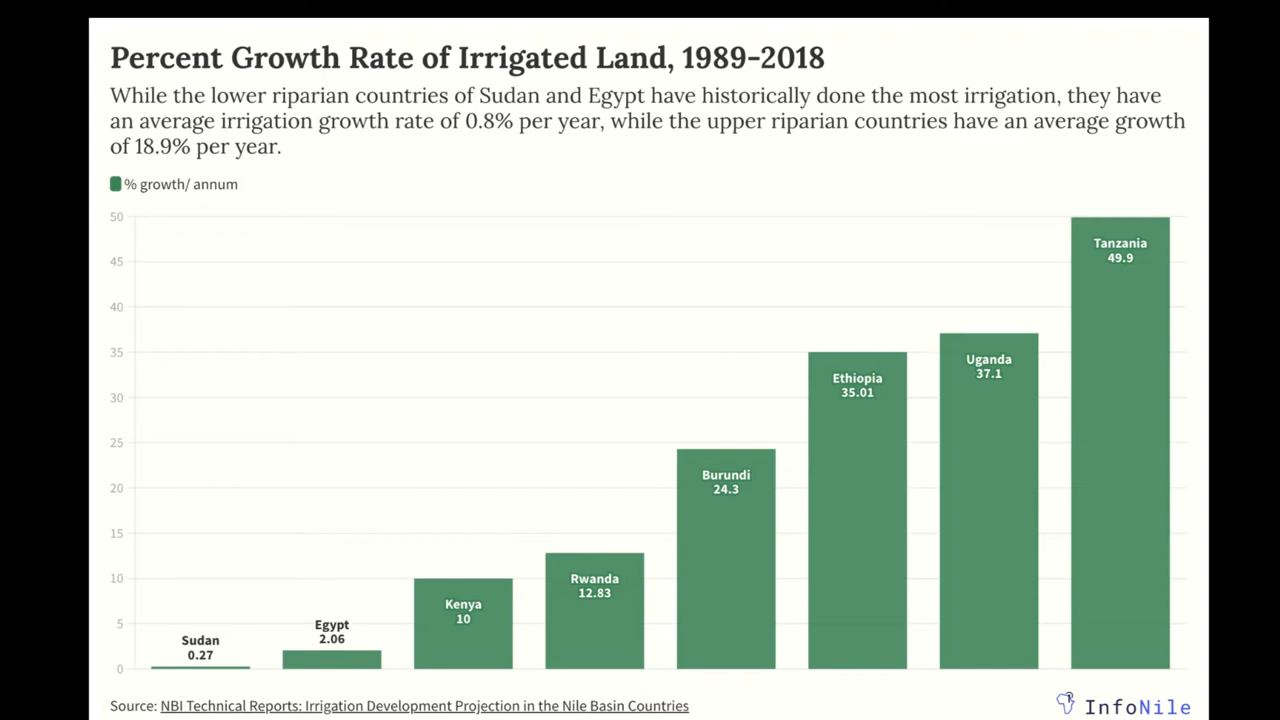 Percent Growth Rate of Irrigated Land, 1989-2018
While the lower riparian countries of Sudan and Egypt have historically done the most irrigation, they have
an average irrigation growth rate of 0.8% per year, while the upper riparian countries have an average growth
of 18.9% per year.
% growth/ annum
50
45
40
35
30
25
20
15
10
5
0
Sudan
0.27
Egypt
2.06
Kenya
10
Rwanda
12.83
Burundi
24.3
Ethiopia
35.01
Uganda
37.1
Tanzania
49.9
Source: NBI Technical Reports: Irrigation Development Projection in the Nile Basin Countries
InfoNile